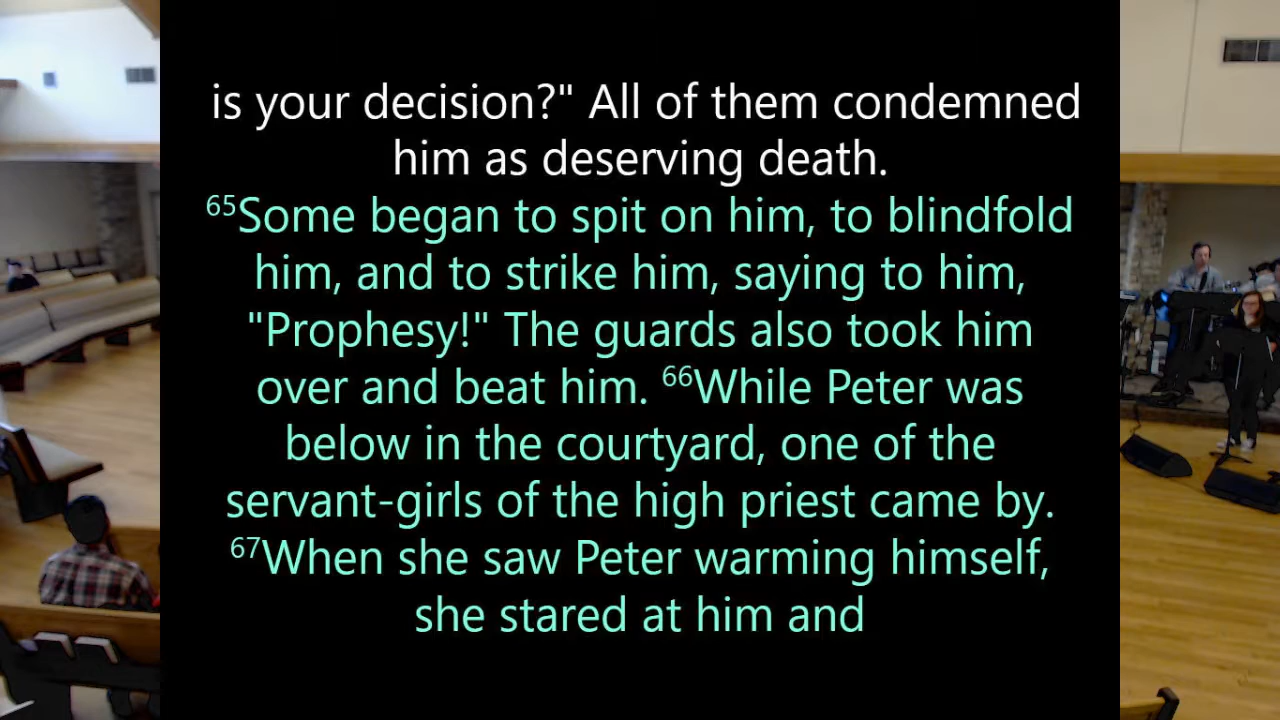 is your decision?" All of them condemned
him as deserving death.
65Some began to spit on him, to blindfold
him, and to strike him, saying to him,
"Prophesy!" The guards also took him
over and beat him. 66While Peter was
below in the courtyard, one of the
servant-girls of the high priest came by.
67When she saw Peter warming himself,
she stared at him and